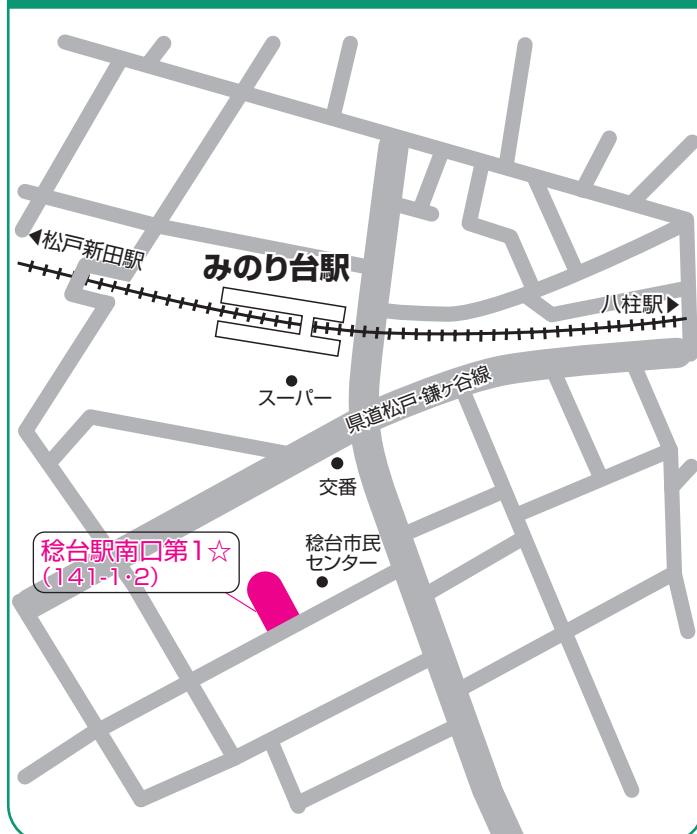 ◀松戸新田駅
みのり台駅
八柱駅▶
スーパー
県道松戸・鎌ヶ谷線
交番
稔台駅南口第1☆
(141-1・2)
稔台市民
センター